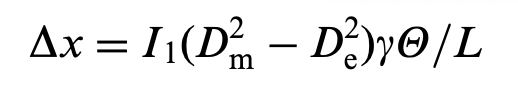 Δx = I₁(D²ₘ − D²ₑ)γΘ/L